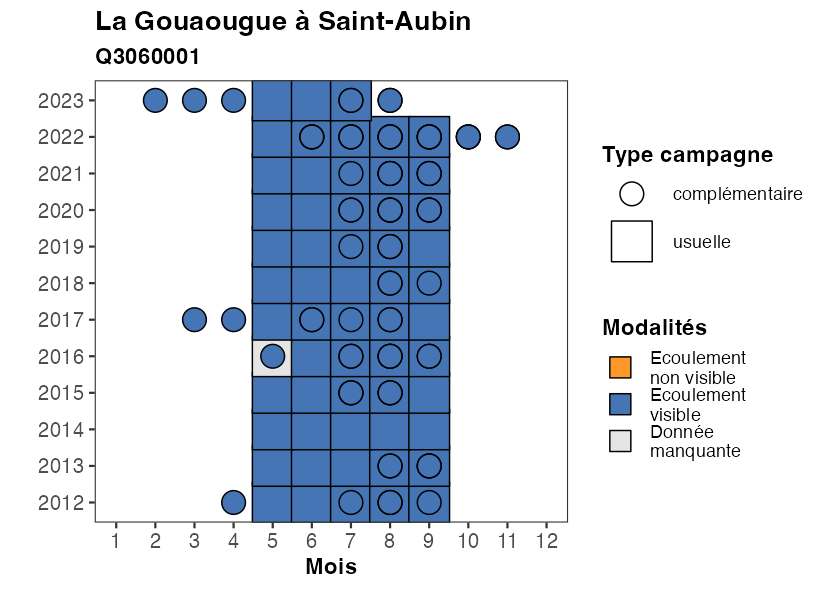 La Gouaougue à Saint-Aubin
Q3060001
2023
2022
2021
2020
2019
2018
2017
2016
2015
2014
2013
2012
1 2 3 4 5 6 7 8 9 10 11 12
Mois
Type campagne
complémentaire
usuelle
Modalités
Ecoulement
non visible
Ecoulement
visible
Donnée
manquante